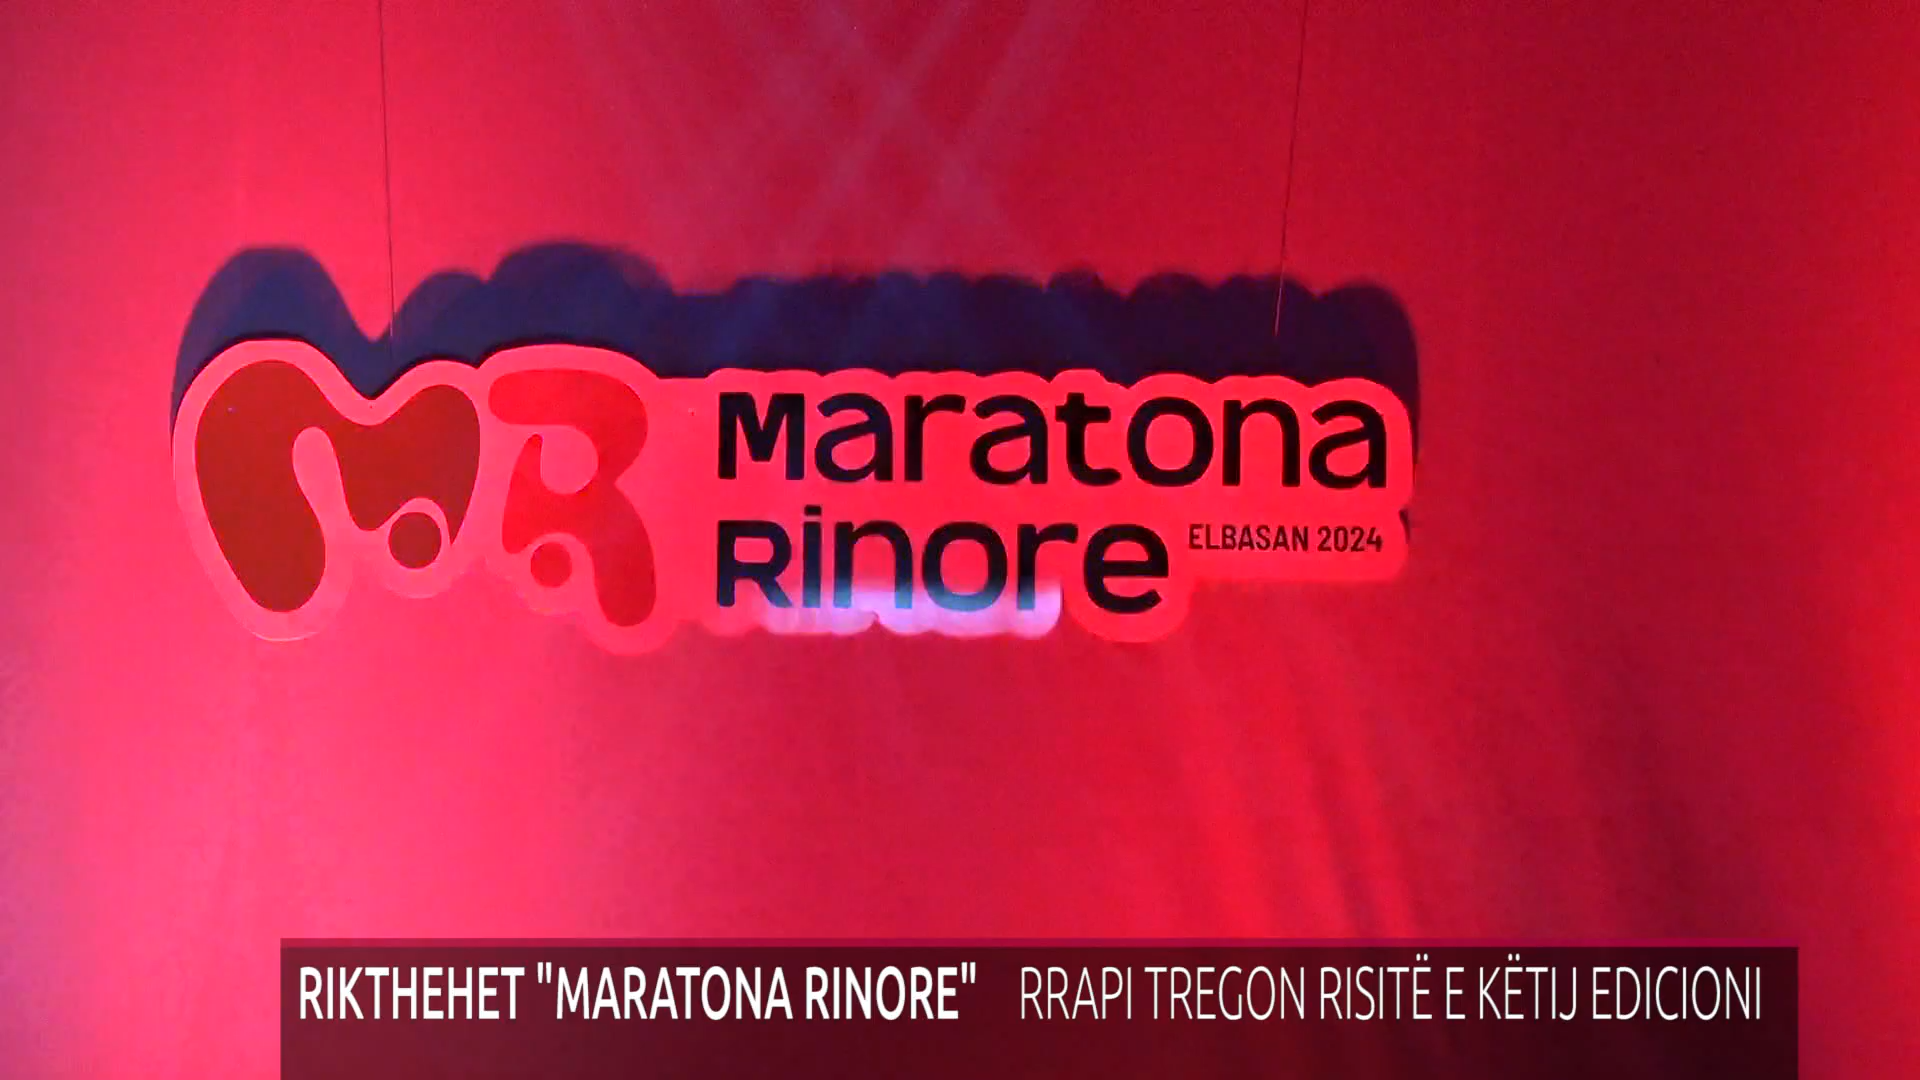 MR
Maratona
Rinore ELBASAN 2024
RIKTHEHET "MARATONA RINORE" RRAPI TREGON RISITË E KËTIJ EDICIONI